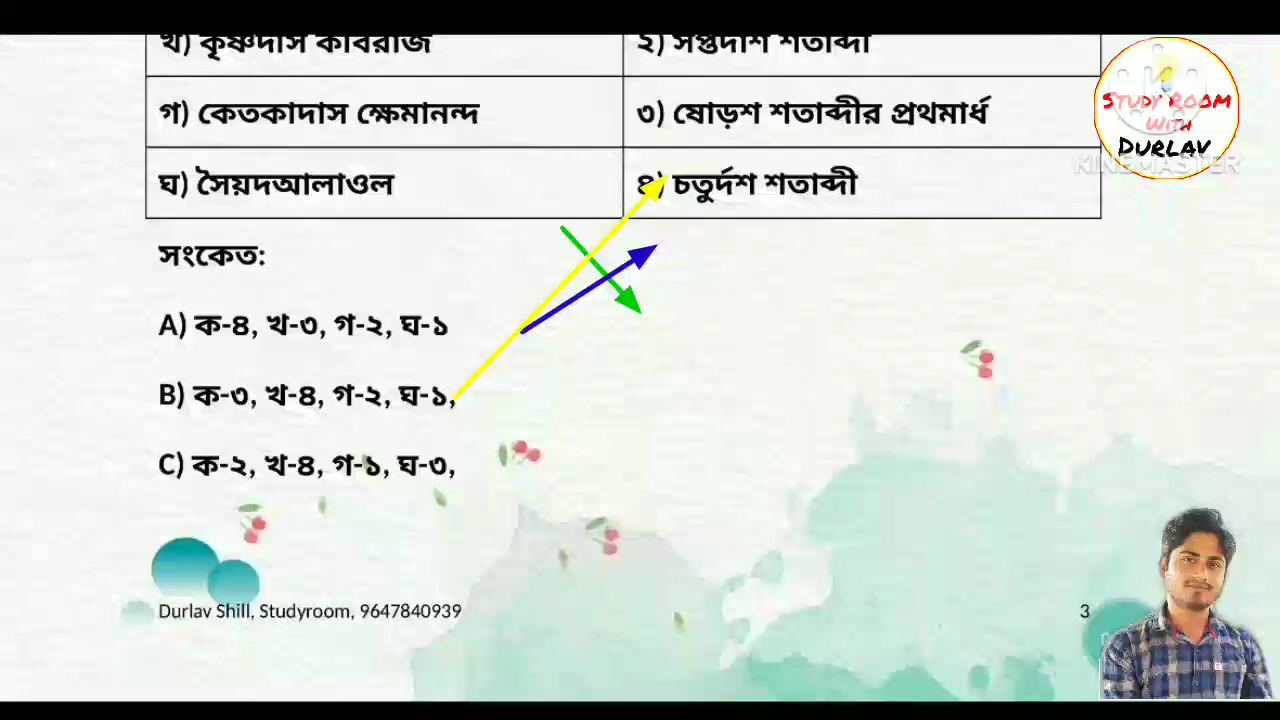 খ) কৃষ্ণদাস কবিরাজ ২) সপ্তদশ শতাব্দী
গ) কেতকাদাস ক্ষেমানন্দ ৩) ষোড়শ শতাব্দীর প্রথমার্ধ
ঘ) সৈয়দআলাওল ৪) চতুর্দশ শতাব্দী
সংকেত:
A) ক-৪, খ-৩, গ-২, ঘ-১
B) ক-৩, খ-৪, গ-২, ঘ-১,
C) ক-২, খ-৪, গ-১, ঘ-৩,
Durlav Shill, Studyroom, 9647840939 3
STUDY ROOM
WITH
DURLAV
KINEMASTER